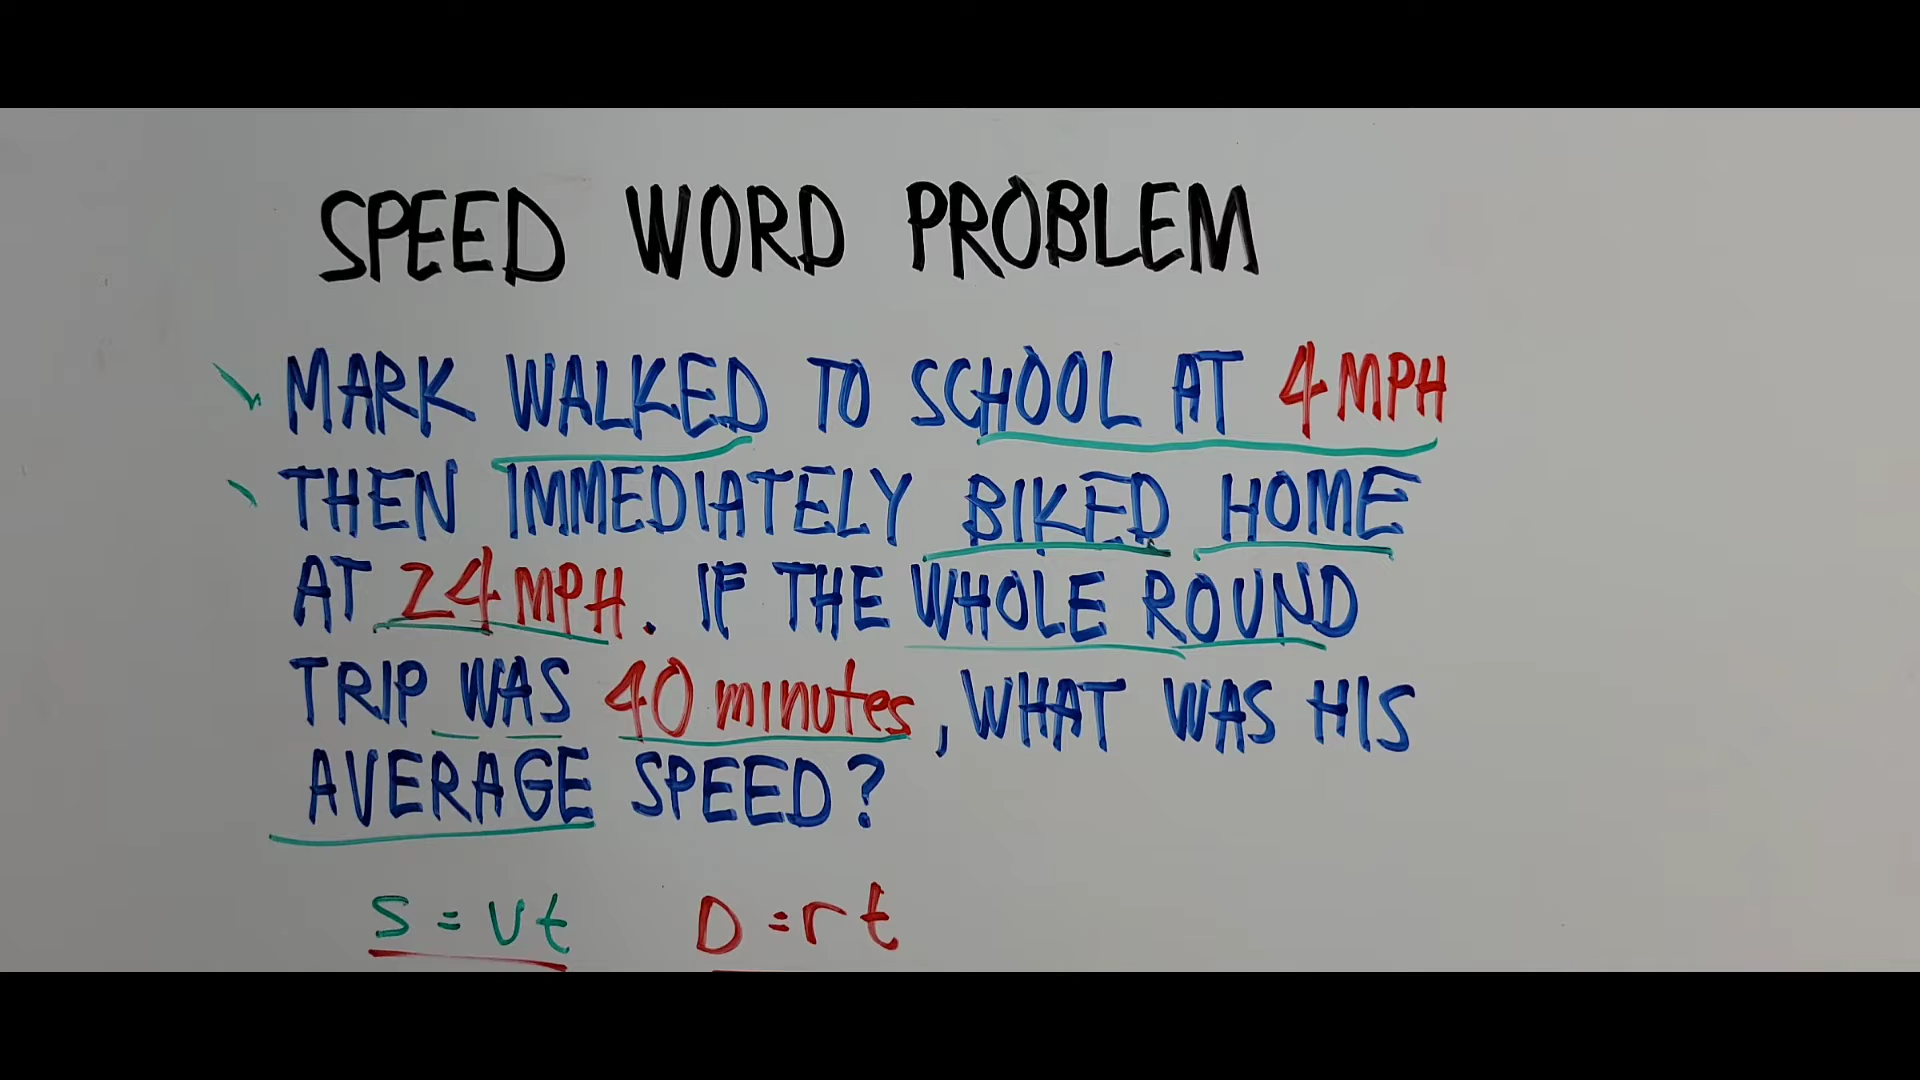 SPEED WORD PROBLEM
MARK WALKED TO SCHOOL AT 4 MPH
THEN IMMEDIATELY BIKED HOME
AT 24 MPH. IF THE WHOLE ROUND
TRIP WAS 40 minutes, WHAT WAS HIS
AVERAGE SPEED?
S = vt D = rt